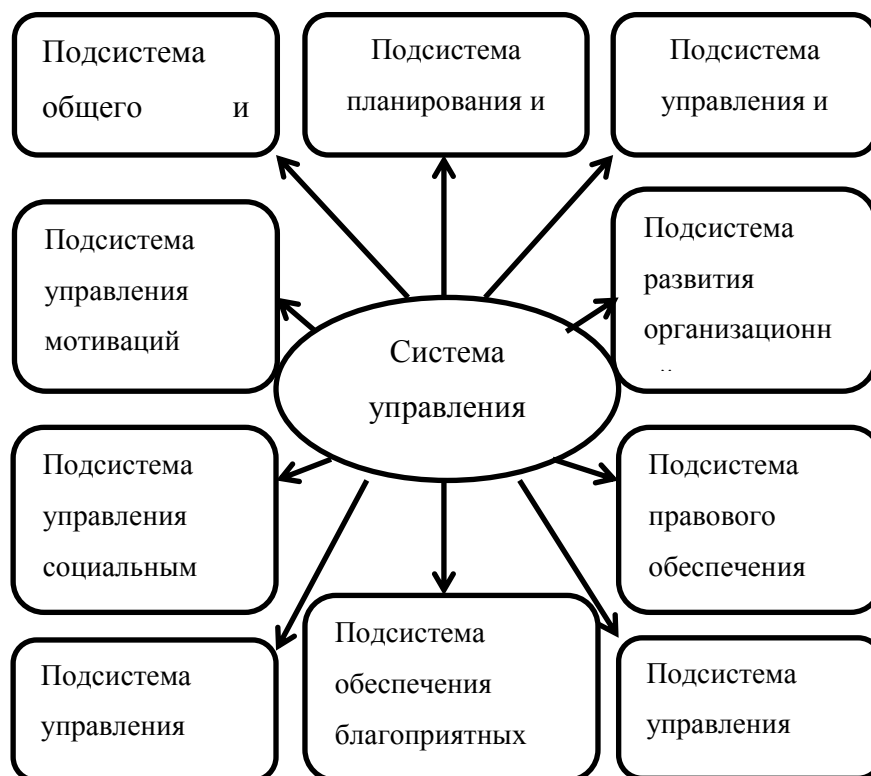 Подсистема
общего и
Подсистема
планирования и
Подсистема
управления и
Подсистема
управления
мотиваций
Подсистема
развития
организационн
Система
управления
Подсистема
управления
социальным
Подсистема
правового
обеспечения
Подсистема
управления
Подсистема
обеспечения
благоприятных
Подсистема
управления